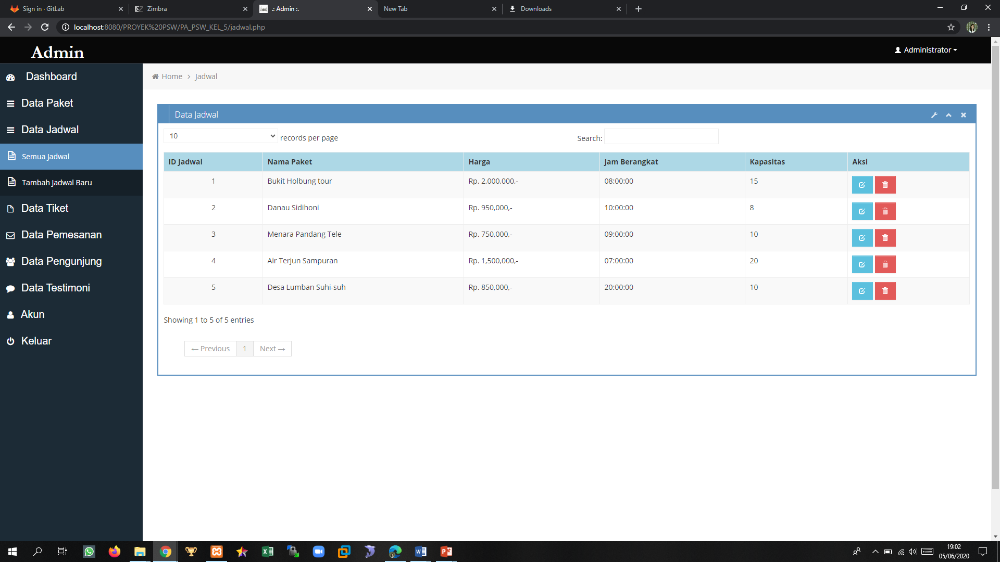 Sign in · GitLab
Zimbra
.: Admin :.
New Tab
Downloads
localhost:8080/PROYEK%20PSW/PA_PSW_KEL_5/jadwal.php
Admin
Administrator
Dashboard
Data Paket
Data Jadwal
Semua Jadwal
Tambah Jadwal Baru
Data Tiket
Data Pemesanan
Data Pengunjung
Data Testimoni
Akun
Keluar
Home > Jadwal
Data Jadwal
10 records per page
Search:
ID Jadwal Nama Paket Harga Jam Berangkat Kapasitas Aksi
1 Bukit Holbung tour Rp. 2,000,000,- 08:00:00 15
2 Danau Sidihoni Rp. 950,000,- 10:00:00 8
3 Menara Pandang Tele Rp. 750,000,- 09:00:00 10
4 Air Terjun Sampuran Rp. 1,500,000,- 07:00:00 20
5 Desa Lumban Suhi-suh Rp. 850,000,- 20:00:00 10
Showing 1 to 5 of 5 entries
← Previous 1 Next →
19:02
05/06/2020